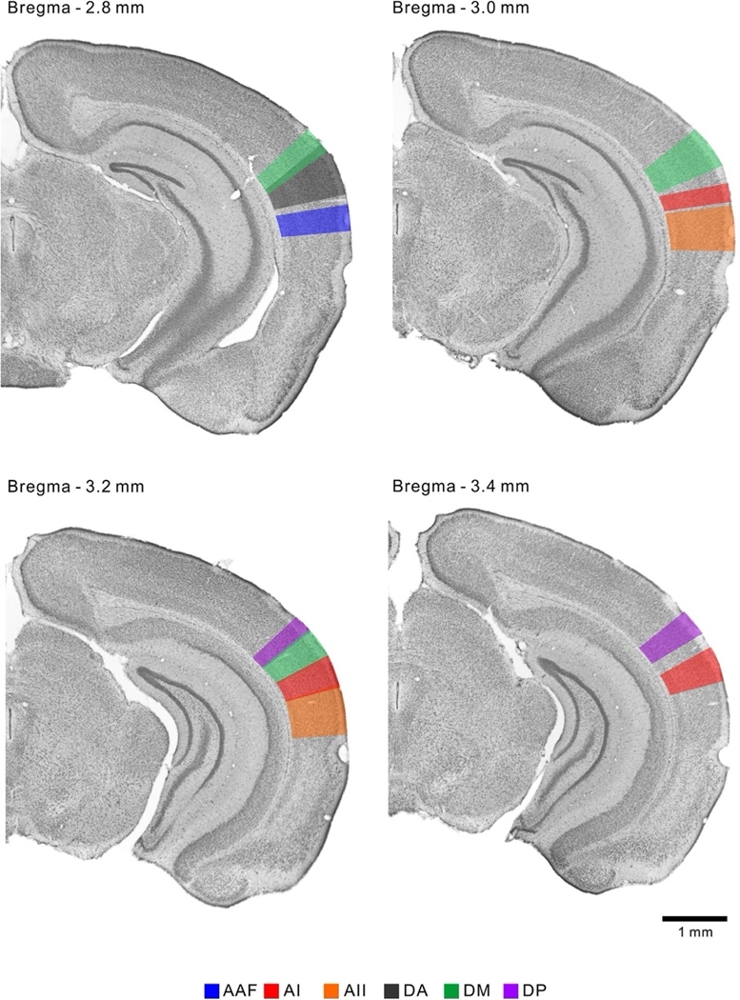 Bregma - 2.8 mm
Bregma - 3.0 mm
Bregma - 3.2 mm
Bregma - 3.4 mm
1 mm
AAF AI AII DA DM DP